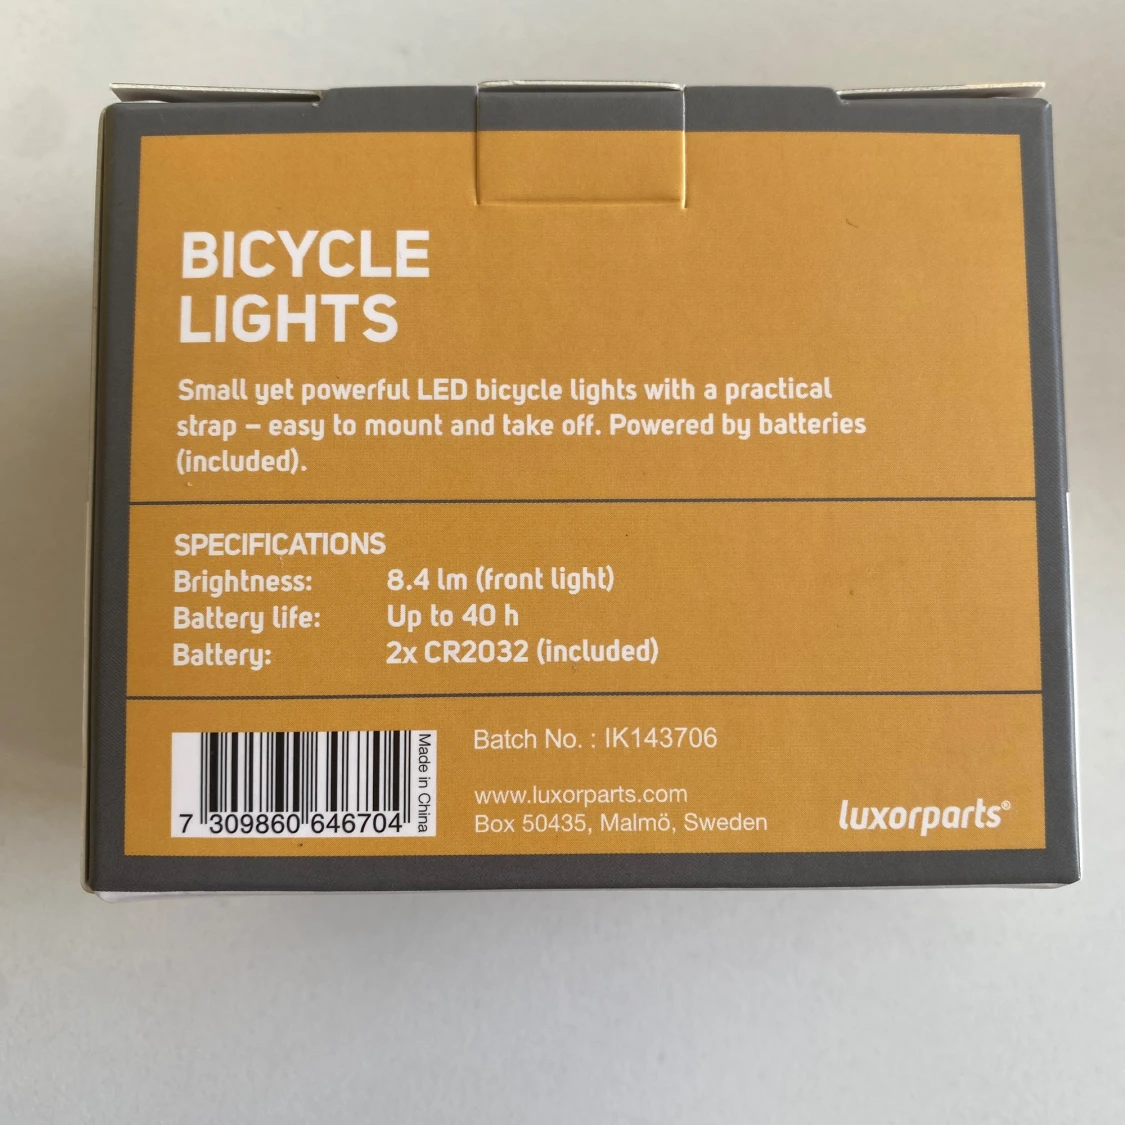 BICYCLE
LIGHTS
Small yet powerful LED bicycle lights with a practical
strap – easy to mount and take off. Powered by batteries
(included).
SPECIFICATIONS
Brightness: 8.4 lm (front light)
Battery life: Up to 40 h
Battery: 2x CR2032 (included)
7 309860 646704
Made in China
Batch No. : IK143706
www.luxorparts.com
Box 50435, Malmö, Sweden
luxorparts®